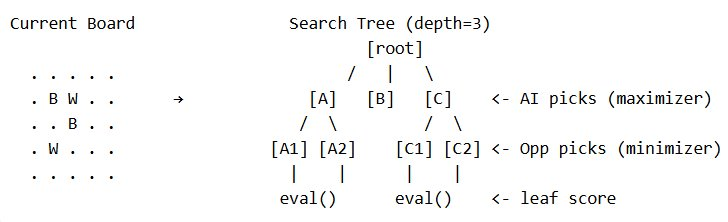 Current Board                Search Tree (depth=3)
                                    [root]
  . . . . .                       /   |   \
  . B W . .      →            [A]   [B]   [C]    <- AI picks (maximizer)
  . . B . .                  /  \         /  \
  . W . . .               [A1] [A2]    [C1] [C2] <- Opp picks (minimizer)
  . . . . .                 |    |      |    |
                           eval()      eval()    <- leaf score